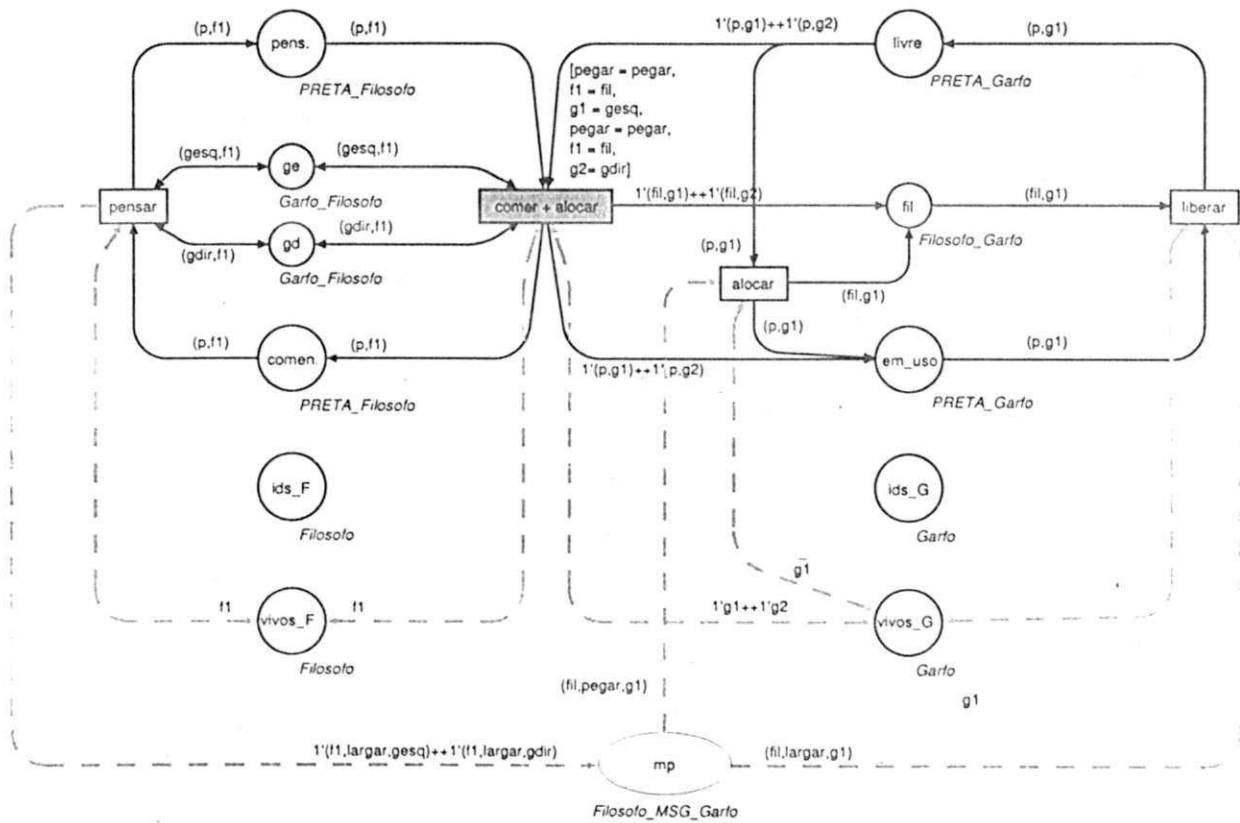 (p,f1)
pens.
(p,f1)
PRETA_Filosofo
1'(p,g1)++1'(p,g2)
livre
(p,g1)
PRETA_Garfo
[pegar = pegar,
f1 = fil,
g1 = gesq,
pegar = pegar,
f1 = fil,
g2= gdir]
(gesq,f1)
ge
(gesq,f1)
Garfo_Filosofo
pensar
comer + alocar
1'(fil,g1)++1'(fil,g2)
fil
(fil,g1)
liberar
Filosofo_Garfo
(gdir,f1)
gd
(gdir,f1)
Garfo_Filosofo
(p,g1)
alocar
(fil,g1)
(p,g1)
(p,f1)
comen.
(p,f1)
PRETA_Filosofo
1'(p,g1)++1'(p,g2)
em_uso
(p,g1)
PRETA_Garfo
ids_F
Filosofo
ids_G
Garfo
g1
f1
vivos_F
f1
Filosofo
1'g1++1'g2
vivos_G
Garfo
(fil,pegar,g1)
g1
1'(f1,largar,gesq)++1'(f1,largar,gdir)
mp
(fil,largar,g1)
Filosofo_MSG_Garfo